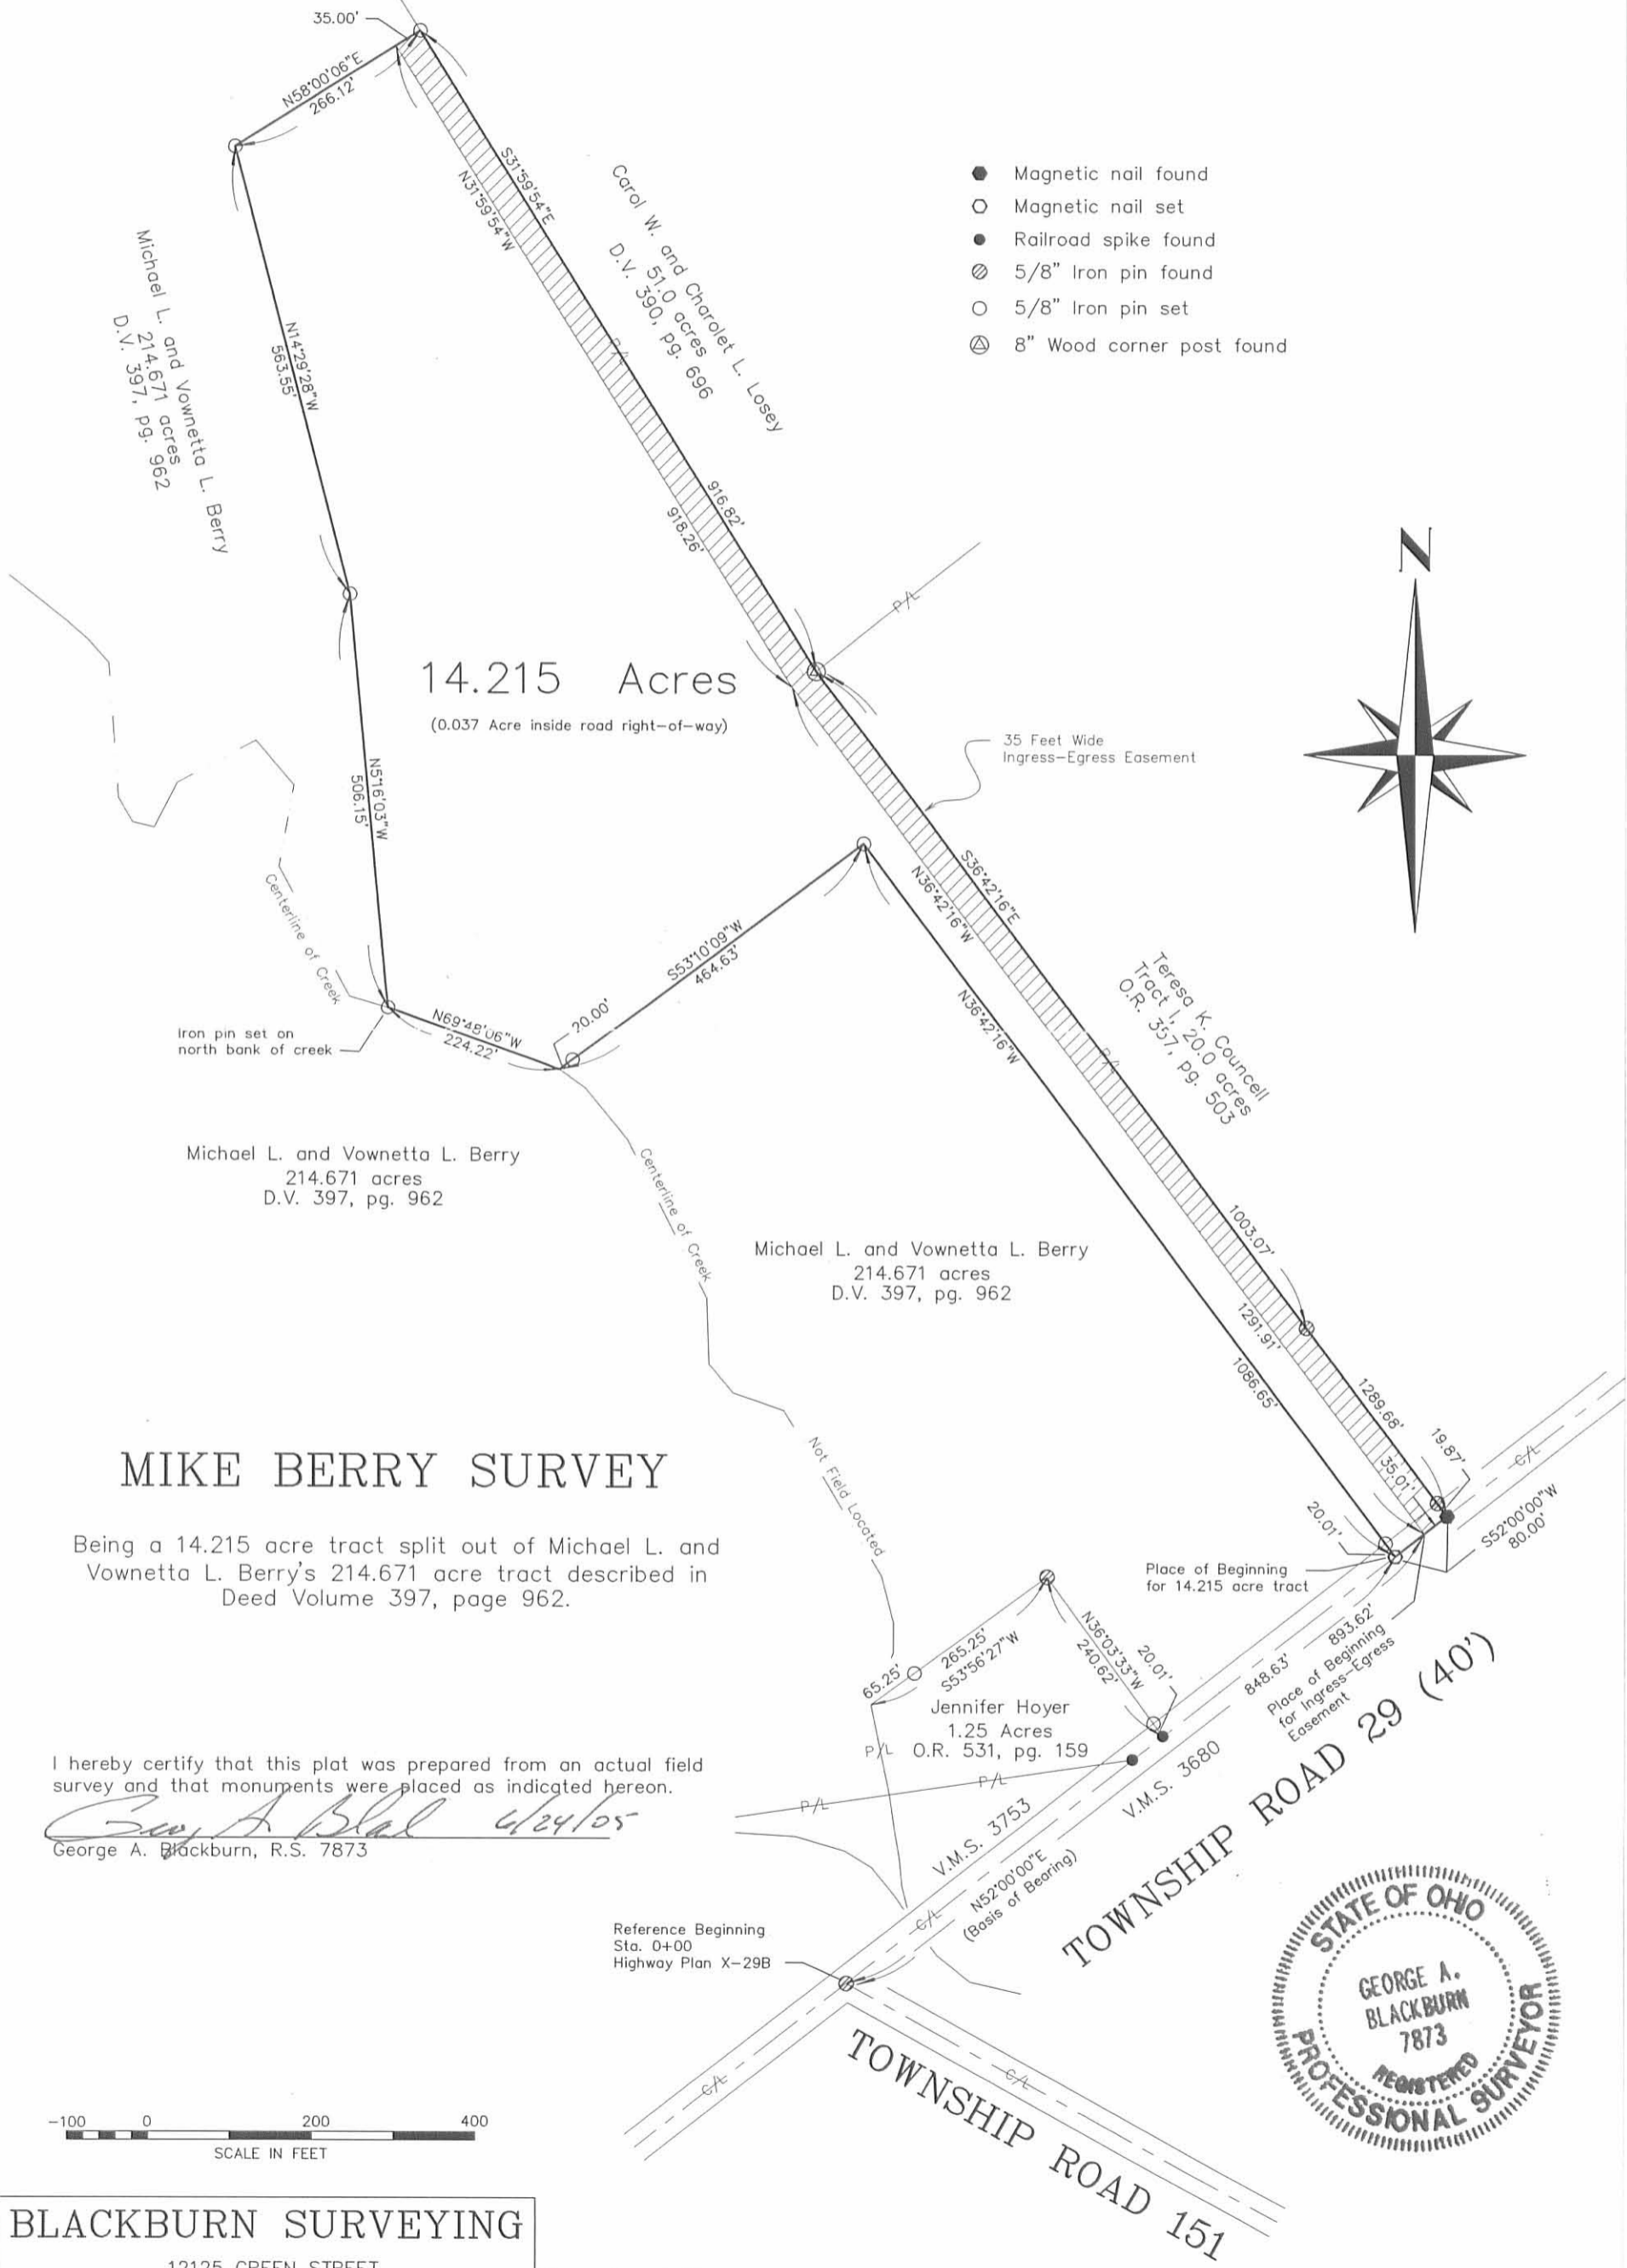 35.00'
N58°00'06"E
266.12'
S31°59'54"E
N31°59'54"W
Carol W. and Charolet L. Losey
51.0 acres
D.V. 390, pg. 696
Magnetic nail found
Magnetic nail set
Railroad spike found
5/8" Iron pin found
5/8" Iron pin set
8" Wood corner post found
Michael L. and Vownetta L. Berry
214.671 acres
D.V. 397, pg. 962
N14°29'28"W
563.55'
P/L
916.82'
918.26'
P/L
N
14.215 Acres
(0.037 Acre inside road right-of-way)
35 Feet Wide
Ingress-Egress Easement
N5°16'03"W
506.15'
Centerline of Creek
S36°42'16"E
N36°42'16"W
N36°42'16"W
S53°10'09"W
464.63'
20.00'
N69°48'06"W
224.22'
Iron pin set on
north bank of creek
Teresa K. Councell
Tract I, 20.0 acres
O.R. 357, pg. 503
P/L
Michael L. and Vownetta L. Berry
214.671 acres
D.V. 397, pg. 962
Centerline of Creek
Michael L. and Vownetta L. Berry
214.671 acres
D.V. 397, pg. 962
1003.07'
1291.91'
1086.65'
1289.68'
19.87'
35.01'
C/L
S52°00'00"W
80.00'
20.01'
Not Field Located
MIKE BERRY SURVEY
Being a 14.215 acre tract split out of Michael L. and
Vownetta L. Berry's 214.671 acre tract described in
Deed Volume 397, page 962.
Place of Beginning
for 14.215 acre tract
893.62'
848.63'
Place of Beginning
for Ingress-Egress
Easement
N36°03'33"W
240.62'
20.01'
265.25'
S53°56'27"W
65.25'
Jennifer Hoyer
1.25 Acres
O.R. 531, pg. 159
P/L
P/L
P/L
V.M.S. 3680
V.M.S. 3753
TOWNSHIP ROAD 29 (40')
N52°00'00"E
(Basis of Bearing)
C/L
I hereby certify that this plat was prepared from an actual field
survey and that monuments were placed as indicated hereon.
6/24/05
George A. Blackburn, R.S. 7873
Reference Beginning
Sta. 0+00
Highway Plan X-29B
C/L
C/L
TOWNSHIP ROAD 151
STATE OF OHIO
GEORGE A.
BLACKBURN
7873
REGISTERED
PROFESSIONAL SURVEYOR
-100 0 200 400
SCALE IN FEET
BLACKBURN SURVEYING
12125 GREEN STREET